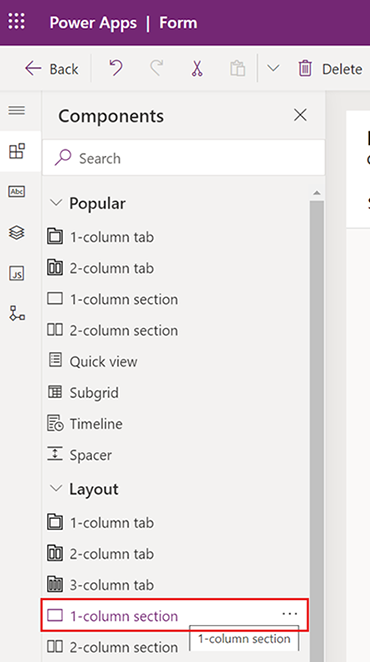 Power Apps | Form
Back
Delete
Components
Search
Abc
JS
Popular
1-column tab
2-column tab
1-column section
2-column section
Quick view
Subgrid
Timeline
Spacer
Layout
1-column tab
2-column tab
3-column tab
1-column section ...
1-column section
2-column section